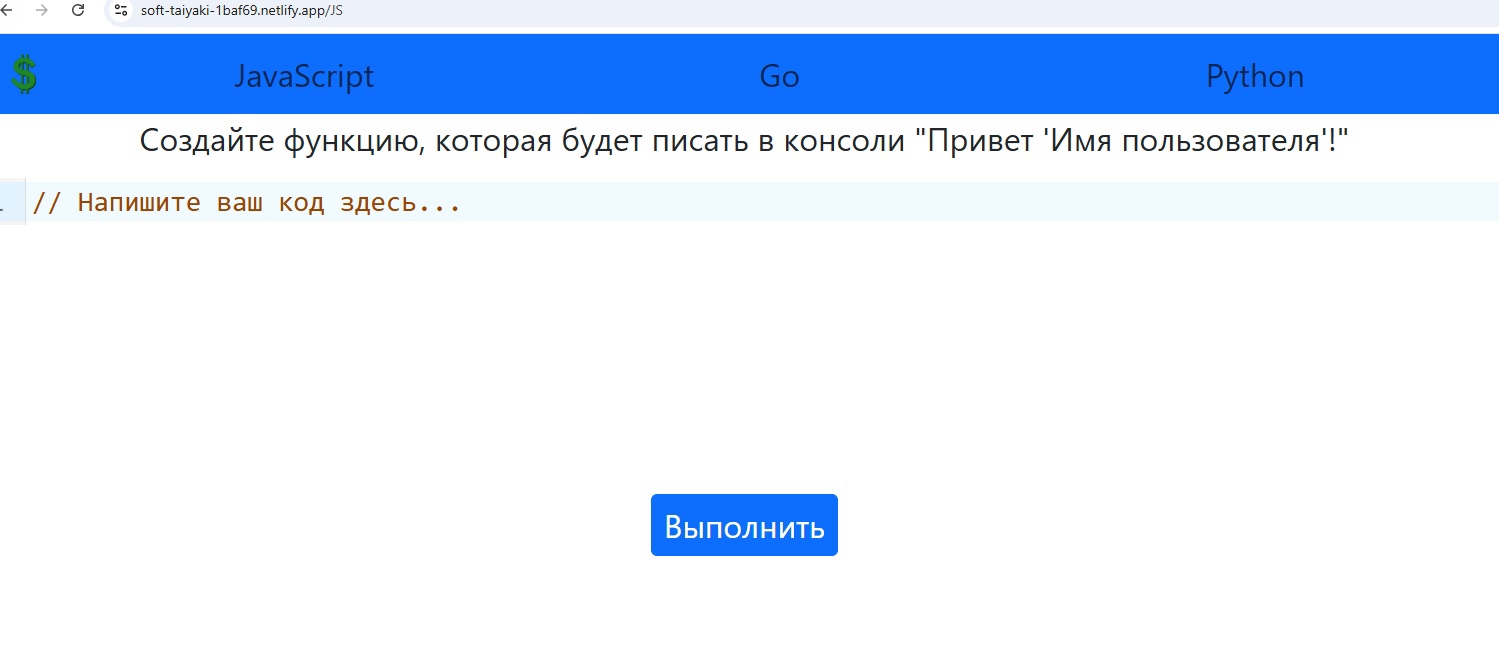 soft-taiyaki-1baf69.netlify.app/JS
$ JavaScript Go Python
Создайте функцию, которая будет писать в консоли "Привет 'Имя пользователя'!"
// Напишите ваш код здесь...
Выполнить